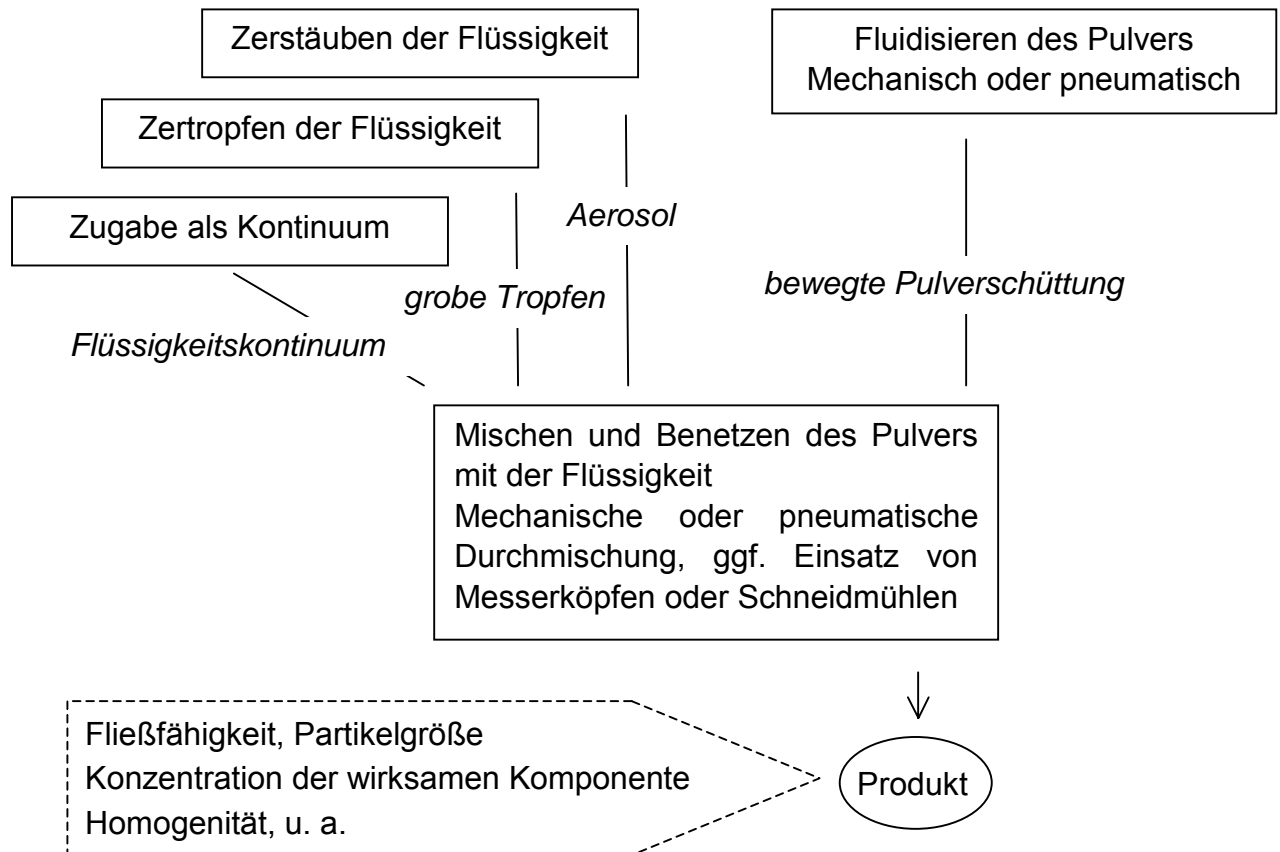 Zerstäuben der Flüssigkeit
Fluidisieren des Pulvers
Mechanisch oder pneumatisch
Zertropfen der Flüssigkeit
Zugabe als Kontinuum
Aerosol
grobe Tropfen
bewegte Pulverschüttung
Flüssigkeitskontinuum
Mischen und Benetzen des Pulvers
mit der Flüssigkeit
Mechanische oder pneumatische
Durchmischung, ggf. Einsatz von
Messerköpfen oder Schneidmühlen
Fließfähigkeit, Partikelgröße
Konzentration der wirksamen Komponente
Homogenität, u. a.
Produkt